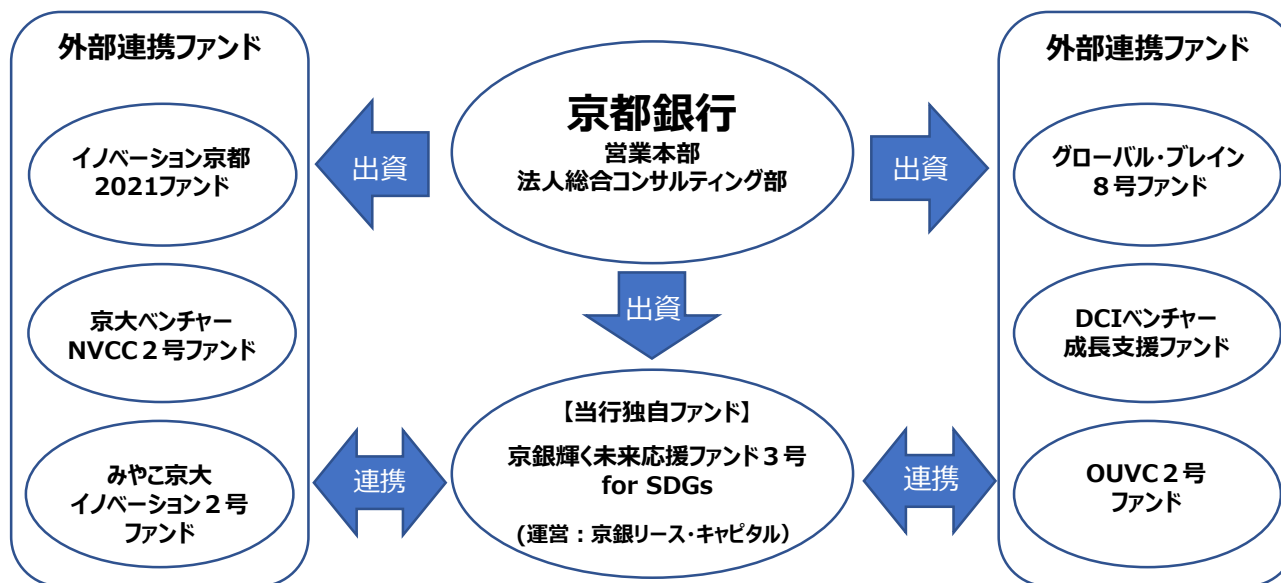 外部連携ファンド
イノベーション京都
2021ファンド
京大ベンチャー
NVCC２号ファンド
みやこ京大
イノベーション２号
ファンド
出資
連携
京都銀行
営業本部
法人総合コンサルティング部
出資
【当行独自ファンド】
京銀輝く未来応援ファンド３号
for SDGs
(運営：京銀リース・キャピタル）
出資
連携
外部連携ファンド
グローバル・ブレイン
８号ファンド
DCIベンチャー
成長支援ファンド
OUVC２号
ファンド